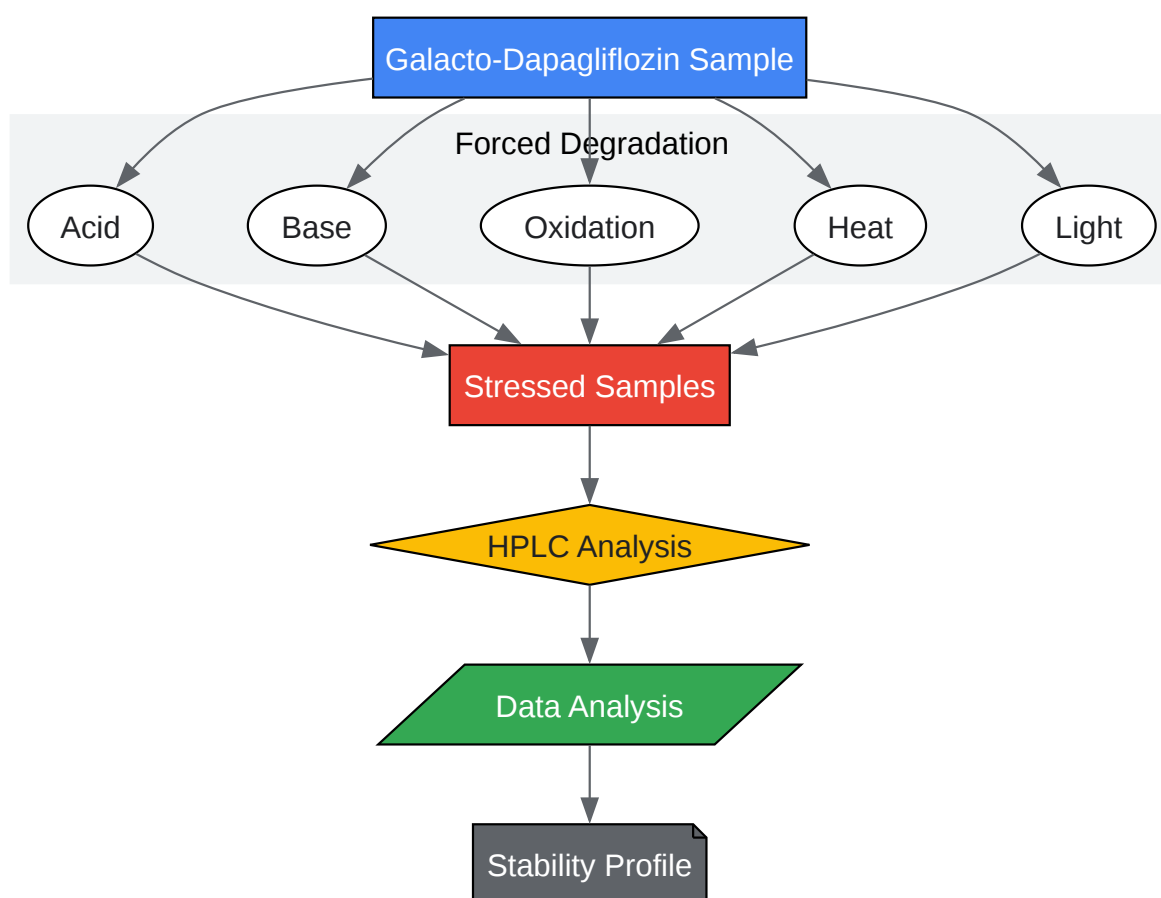 Galacto-Dapagliflozin Sample
Forced Degradation
Acid
Base
Oxidation
Heat
Light
Stressed Samples
HPLC Analysis
Data Analysis
Stability Profile